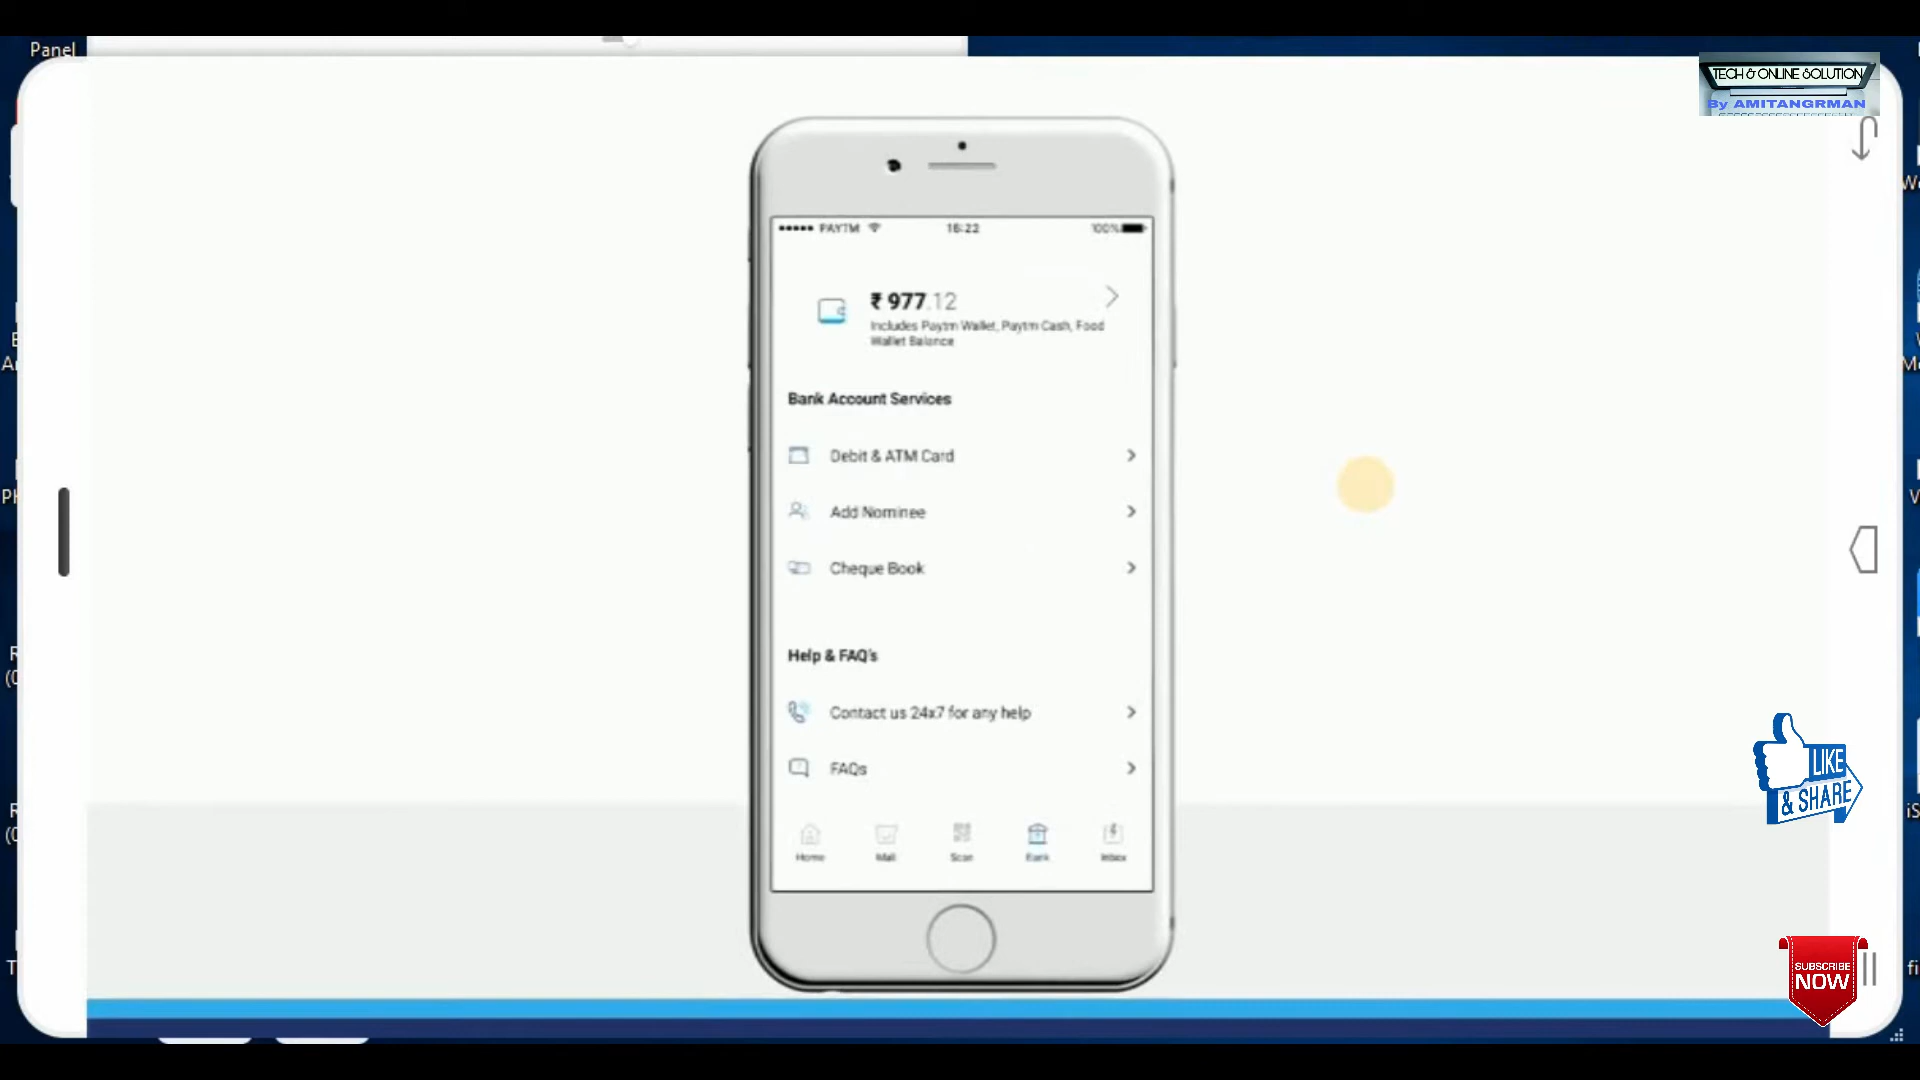 Panel
TECH & ONLINE SOLUTION
By AMITANGRMAN
PAYTM
16:22
100%
₹ 977.12
Includes Paytm Wallet, Paytm Cash, Food
Wallet Balance
Bank Account Services
Debit & ATM Card
Add Nominee
Cheque Book
Help & FAQ's
Contact us 24x7 for any help
FAQs
Home
Mall
Scan
Bank
Inbox
LIKE
& SHARE
SUBSCRIBE
NOW